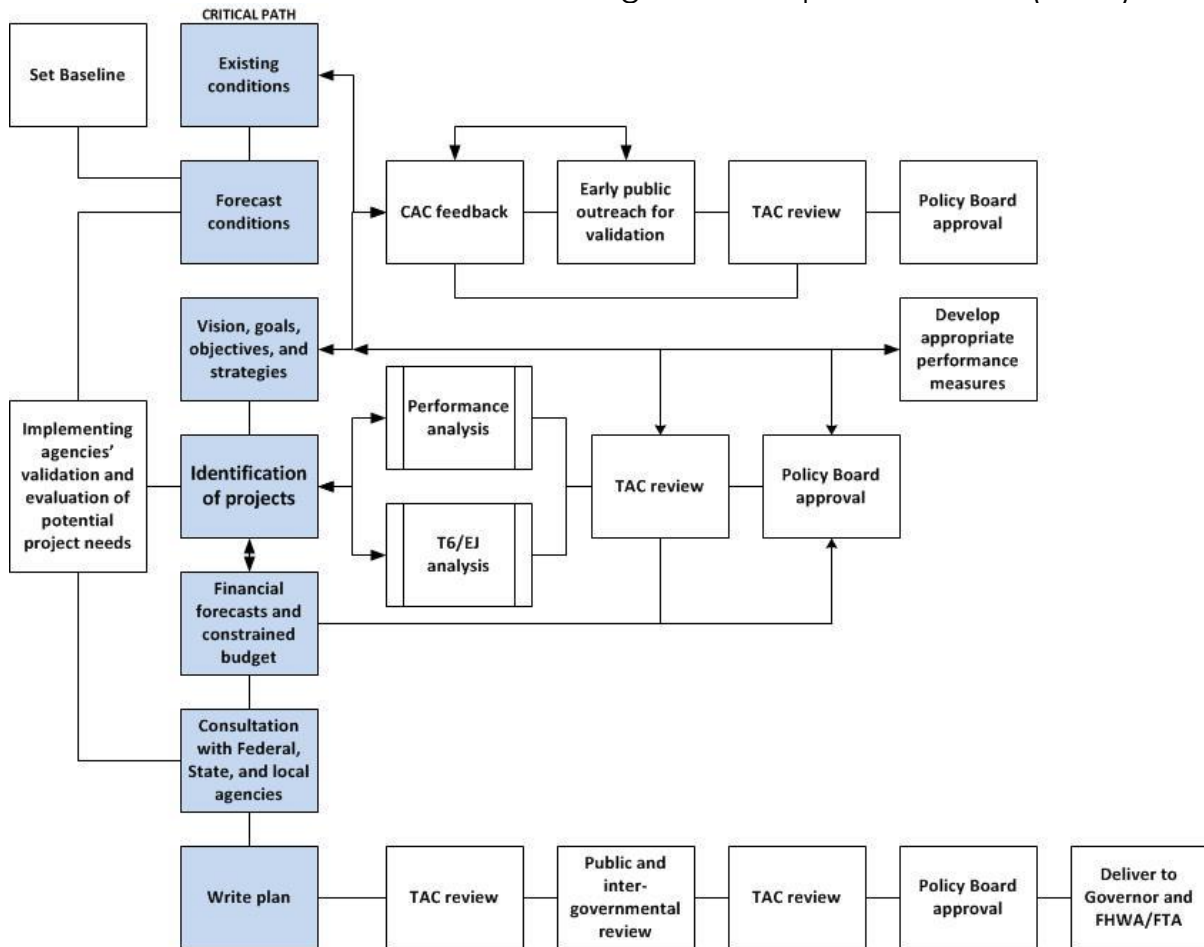 CRITICAL PATH
Set Baseline
Existing
conditions
Forecast
conditions
CAC feedback
Early public
outreach for
validation
TAC review
Policy Board
approval
Vision, goals,
objectives, and
strategies
Develop
appropriate
performance
measures
Implementing
agencies’
validation and
evaluation of
potential
project needs
Identification
of projects
Performance
analysis
T6/EJ
analysis
TAC review
Policy Board
approval
Financial
forecasts and
constrained
budget
Consultation
with Federal,
State, and local
agencies
Write plan
TAC review
Public and
inter-
governmental
review
TAC review
Policy Board
approval
Deliver to
Governor and
FHWA/FTA